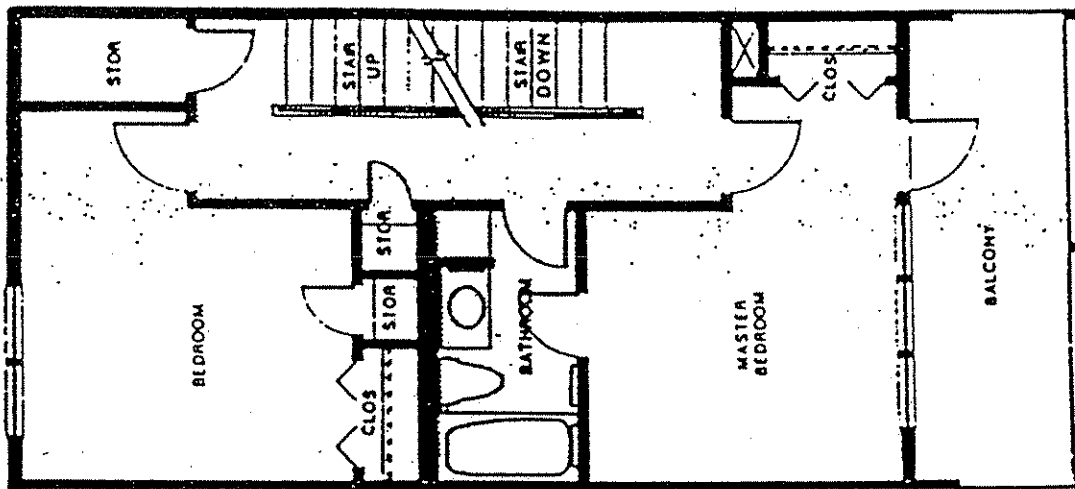 STOR
STAIR
UP
STAIR
DOWN
CLOS
STOR
STOR
BEDROOM
CLOS
BATHROOM
MASTER
BEDROOM
BALCONY